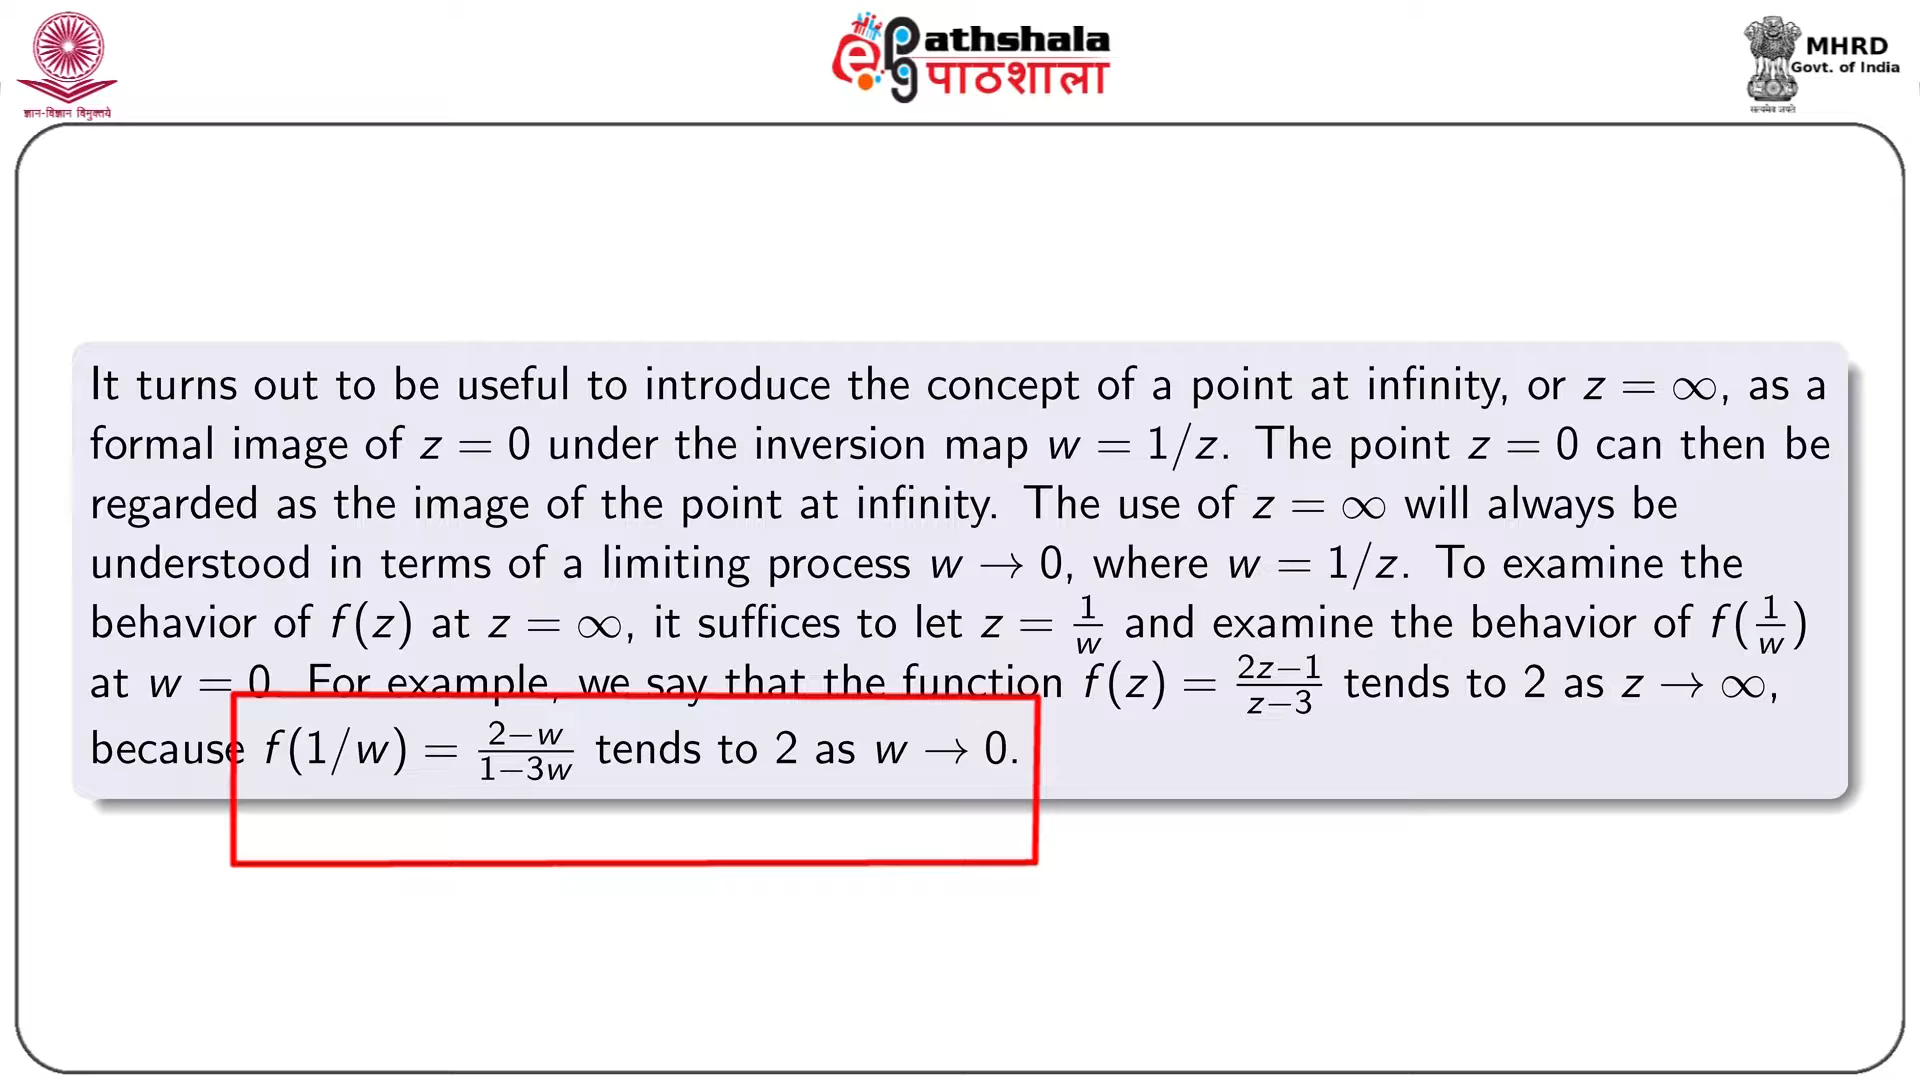 ज्ञान-विज्ञान विमुक्तये
ePathshala
पाठशाला
MHRD
Govt. of India
सत्यमेव जयते
It turns out to be useful to introduce the concept of a point at infinity, or z = ∞, as a
formal image of z = 0 under the inversion map w = 1/z. The point z = 0 can then be
regarded as the image of the point at infinity. The use of z = ∞ will always be
understood in terms of a limiting process w → 0, where w = 1/z. To examine the
behavior of f(z) at z = ∞, it suffices to let z = 1/w and examine the behavior of f(1/w)
at w = 0. For example, we say that the function f(z) = (2z−1)/(z−3) tends to 2 as z → ∞,
because f(1/w) = (2−w)/(1−3w) tends to 2 as w → 0.